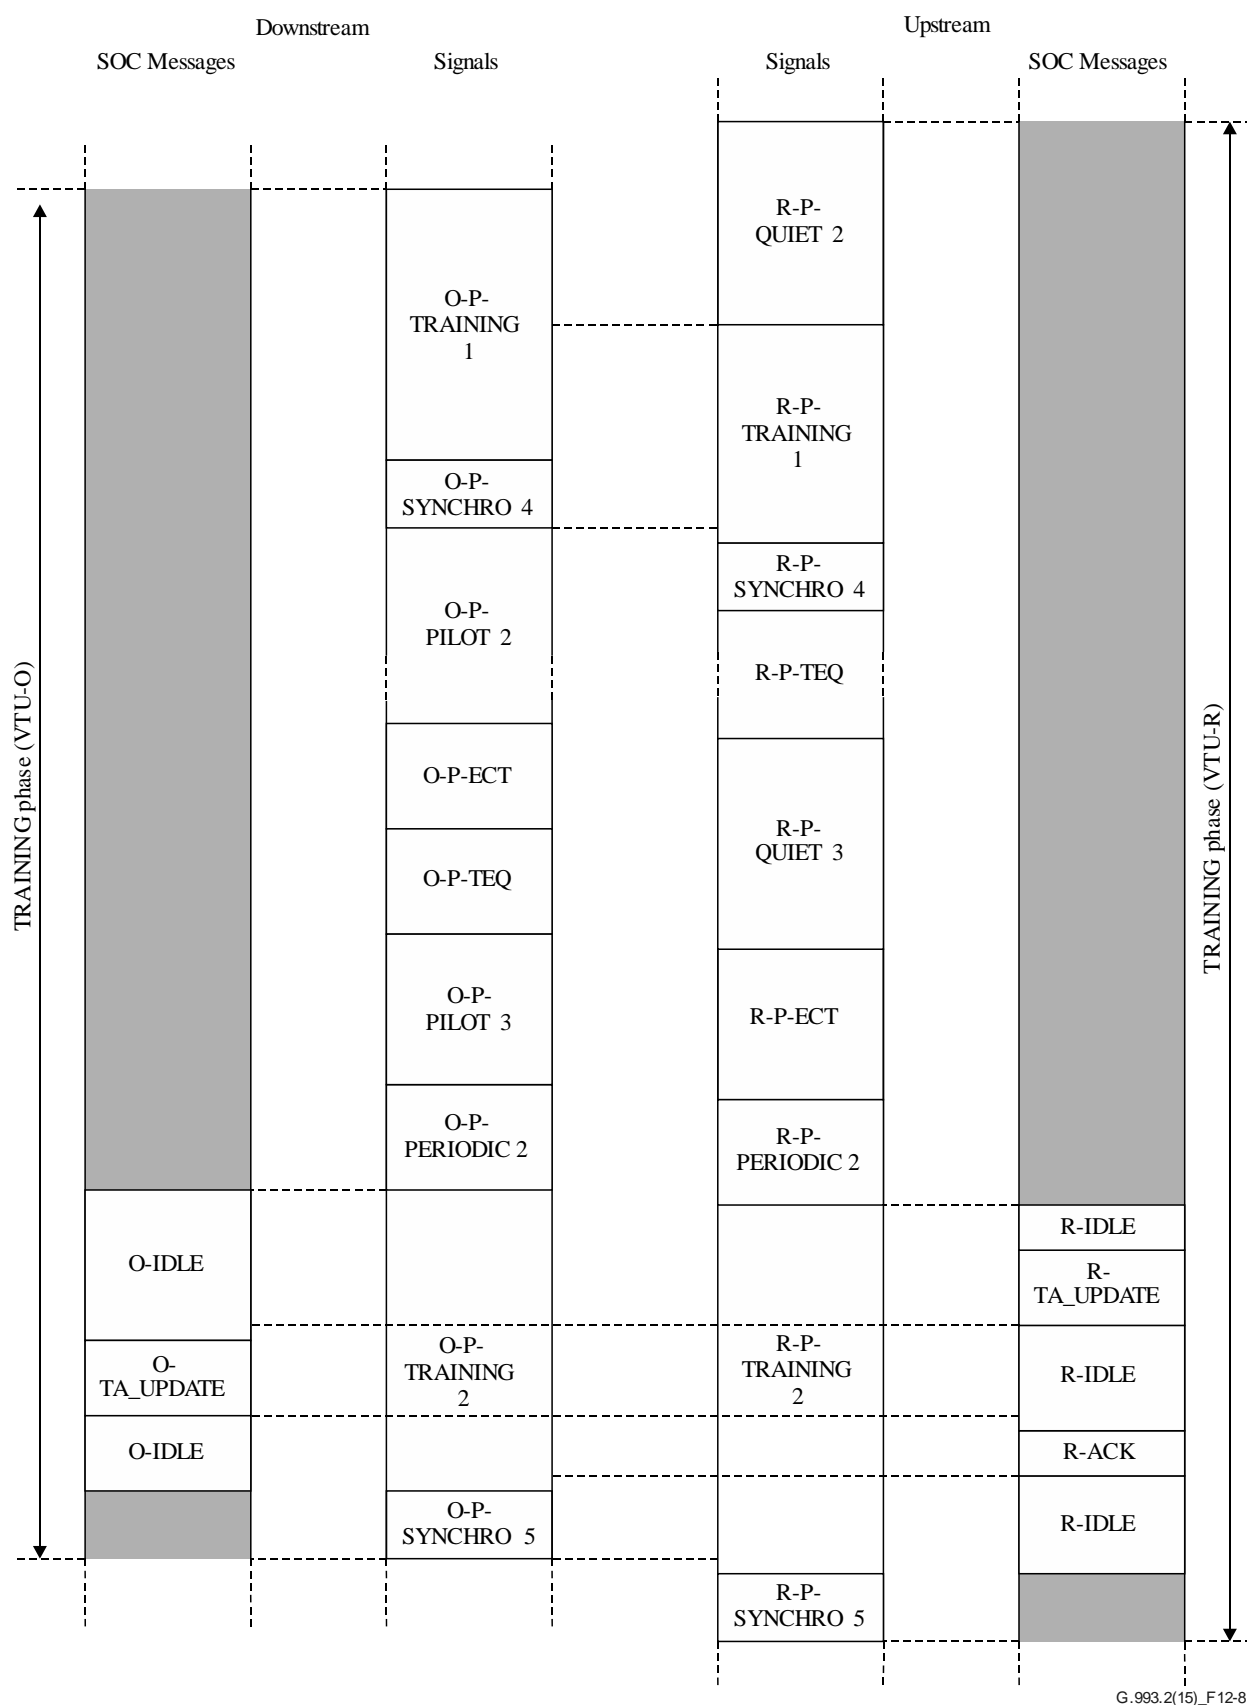 Downstream
Upstream
SOC Messages
Signals
Signals
SOC Messages
TRAINING phase (VTU-O)
O-IDLE
O-
TA_UPDATE
O-IDLE
O-P-
TRAINING
1
O-P-
SYNCHRO 4
O-P-
PILOT 2
O-P-ECT
O-P-TEQ
O-P-
PILOT 3
O-P-
PERIODIC 2
O-P-
TRAINING
2
O-P-
SYNCHRO 5
R-P-
QUIET 2
R-P-
TRAINING
1
R-P-
SYNCHRO 4
R-P-TEQ
R-P-
QUIET 3
R-P-ECT
R-P-
PERIODIC 2
R-P-
TRAINING
2
R-P-
SYNCHRO 5
R-IDLE
R-
TA_UPDATE
R-IDLE
R-ACK
R-IDLE
TRAINING phase (VTU-R)
G.993.2(15)_F12-8